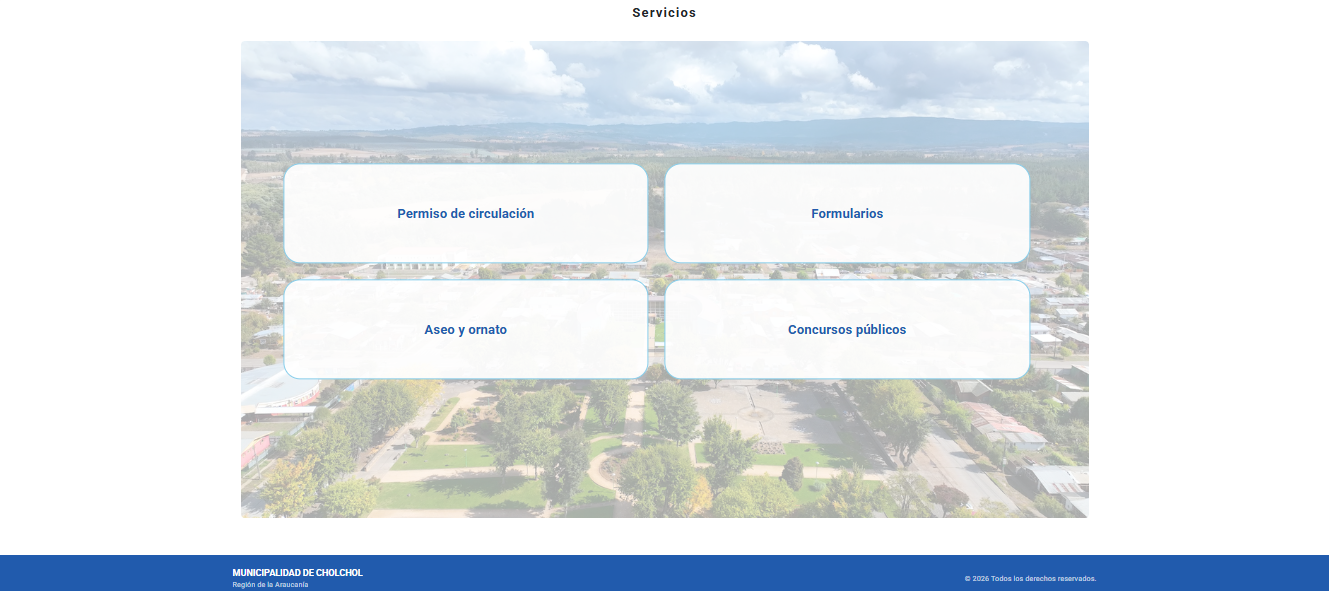 Servicios
Permiso de circulación
Formularios
Aseo y ornato
Concursos públicos
MUNICIPALIDAD DE CHOLCHOL
Región de la Araucanía
© 2026 Todos los derechos reservados.